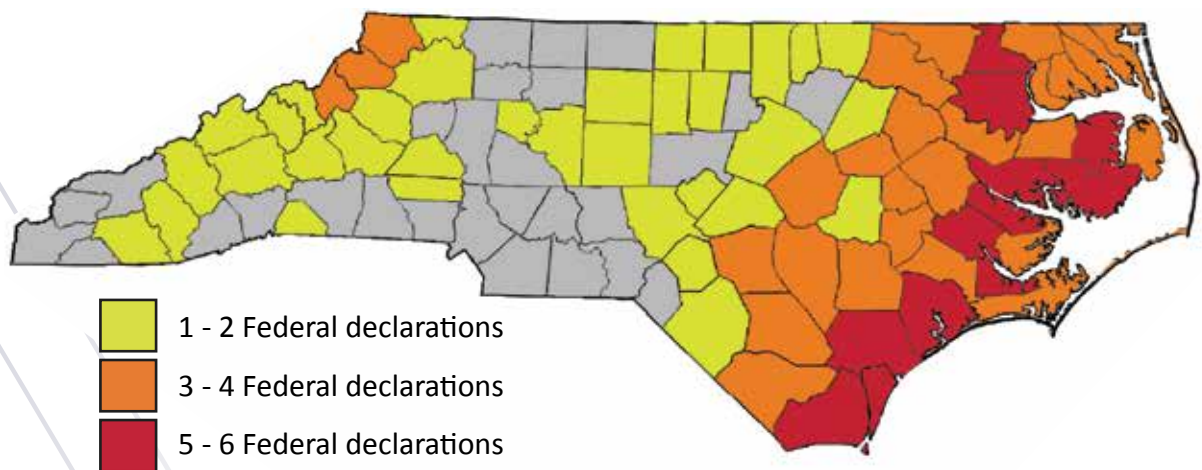 1 - 2 Federal declarations
3 - 4 Federal declarations
5 - 6 Federal declarations